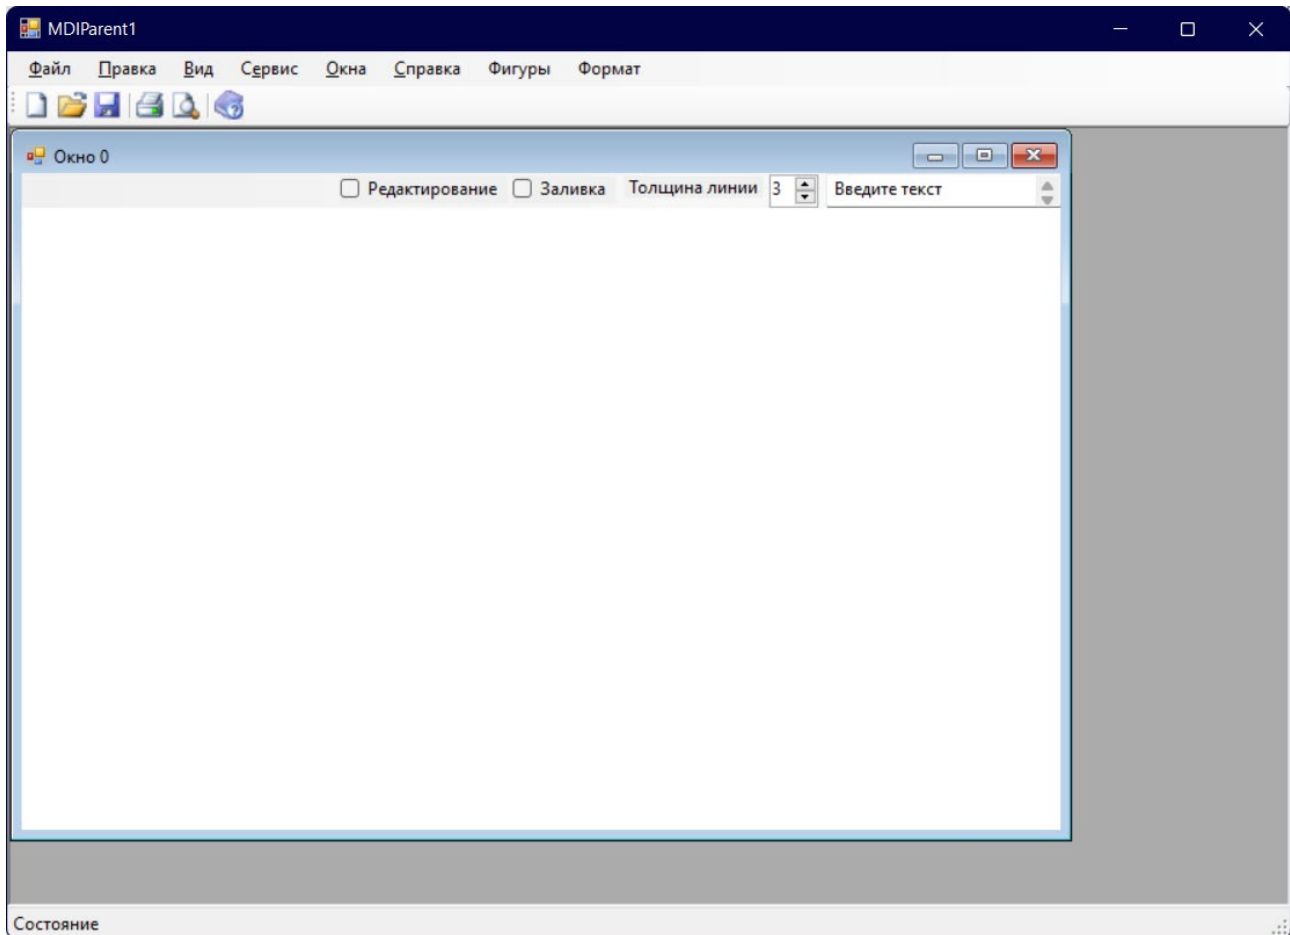 MDIParent1
Файл Правка Вид Сервис Окна Справка Фигуры Формат
Окно 0
Редактирование Заливка Толщина линии 3 Введите текст
Состояние